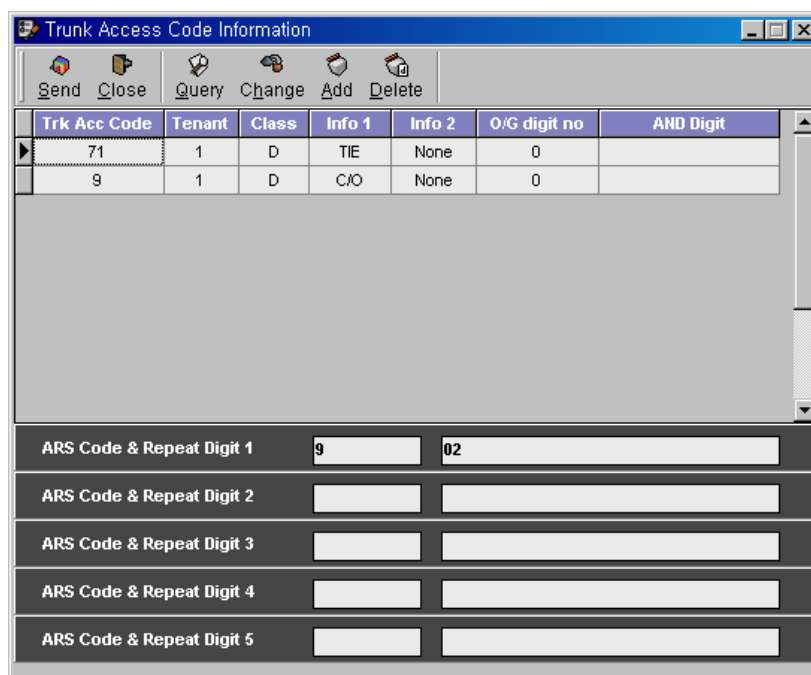 Trunk Access Code Information
Send Close Query Change Add Delete
Trk Acc Code Tenant Class Info 1 Info 2 O/G digit no AND Digit
71 1 D TIE None 0
9 1 D C/O None 0
ARS Code & Repeat Digit 1 9 02
ARS Code & Repeat Digit 2
ARS Code & Repeat Digit 3
ARS Code & Repeat Digit 4
ARS Code & Repeat Digit 5